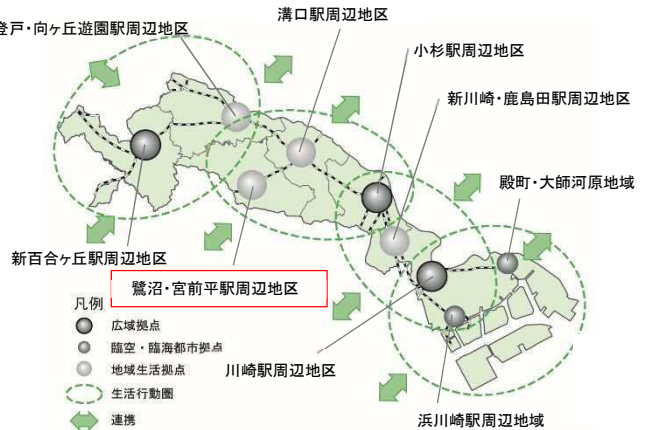 溝口駅周辺地区
登戸・向ヶ丘遊園駅周辺地区
小杉駅周辺地区
新川崎・鹿島田駅周辺地区
殿町・大師河原地域
新百合ヶ丘駅周辺地区
鷺沼・宮前平駅周辺地区
凡例
広域拠点
臨空・臨海都市拠点
地域生活拠点
生活行動圏
連携
川崎駅周辺地区
浜川崎駅周辺地域